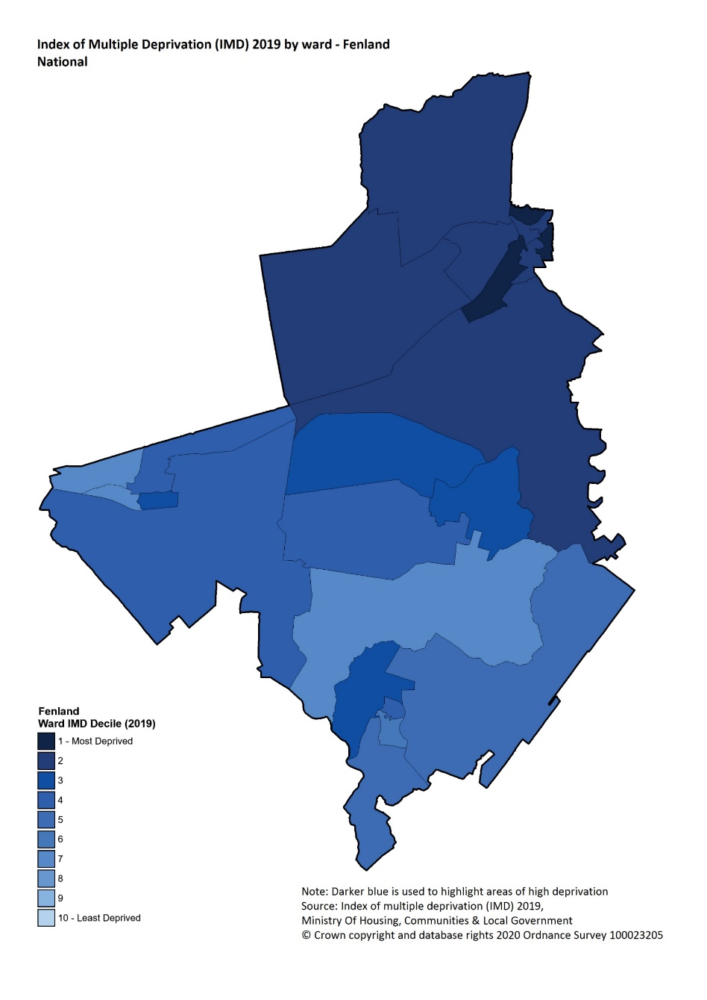 Index of Multiple Deprivation (IMD) 2019 by ward - Fenland
National
Fenland
Ward IMD Decile (2019)
1 - Most Deprived
2
3
4
5
6
7
8
9
10 - Least Deprived
Note: Darker blue is used to highlight areas of high deprivation
Source: Index of multiple deprivation (IMD) 2019,
Ministry Of Housing, Communities & Local Government
© Crown copyright and database rights 2020 Ordnance Survey 100023205